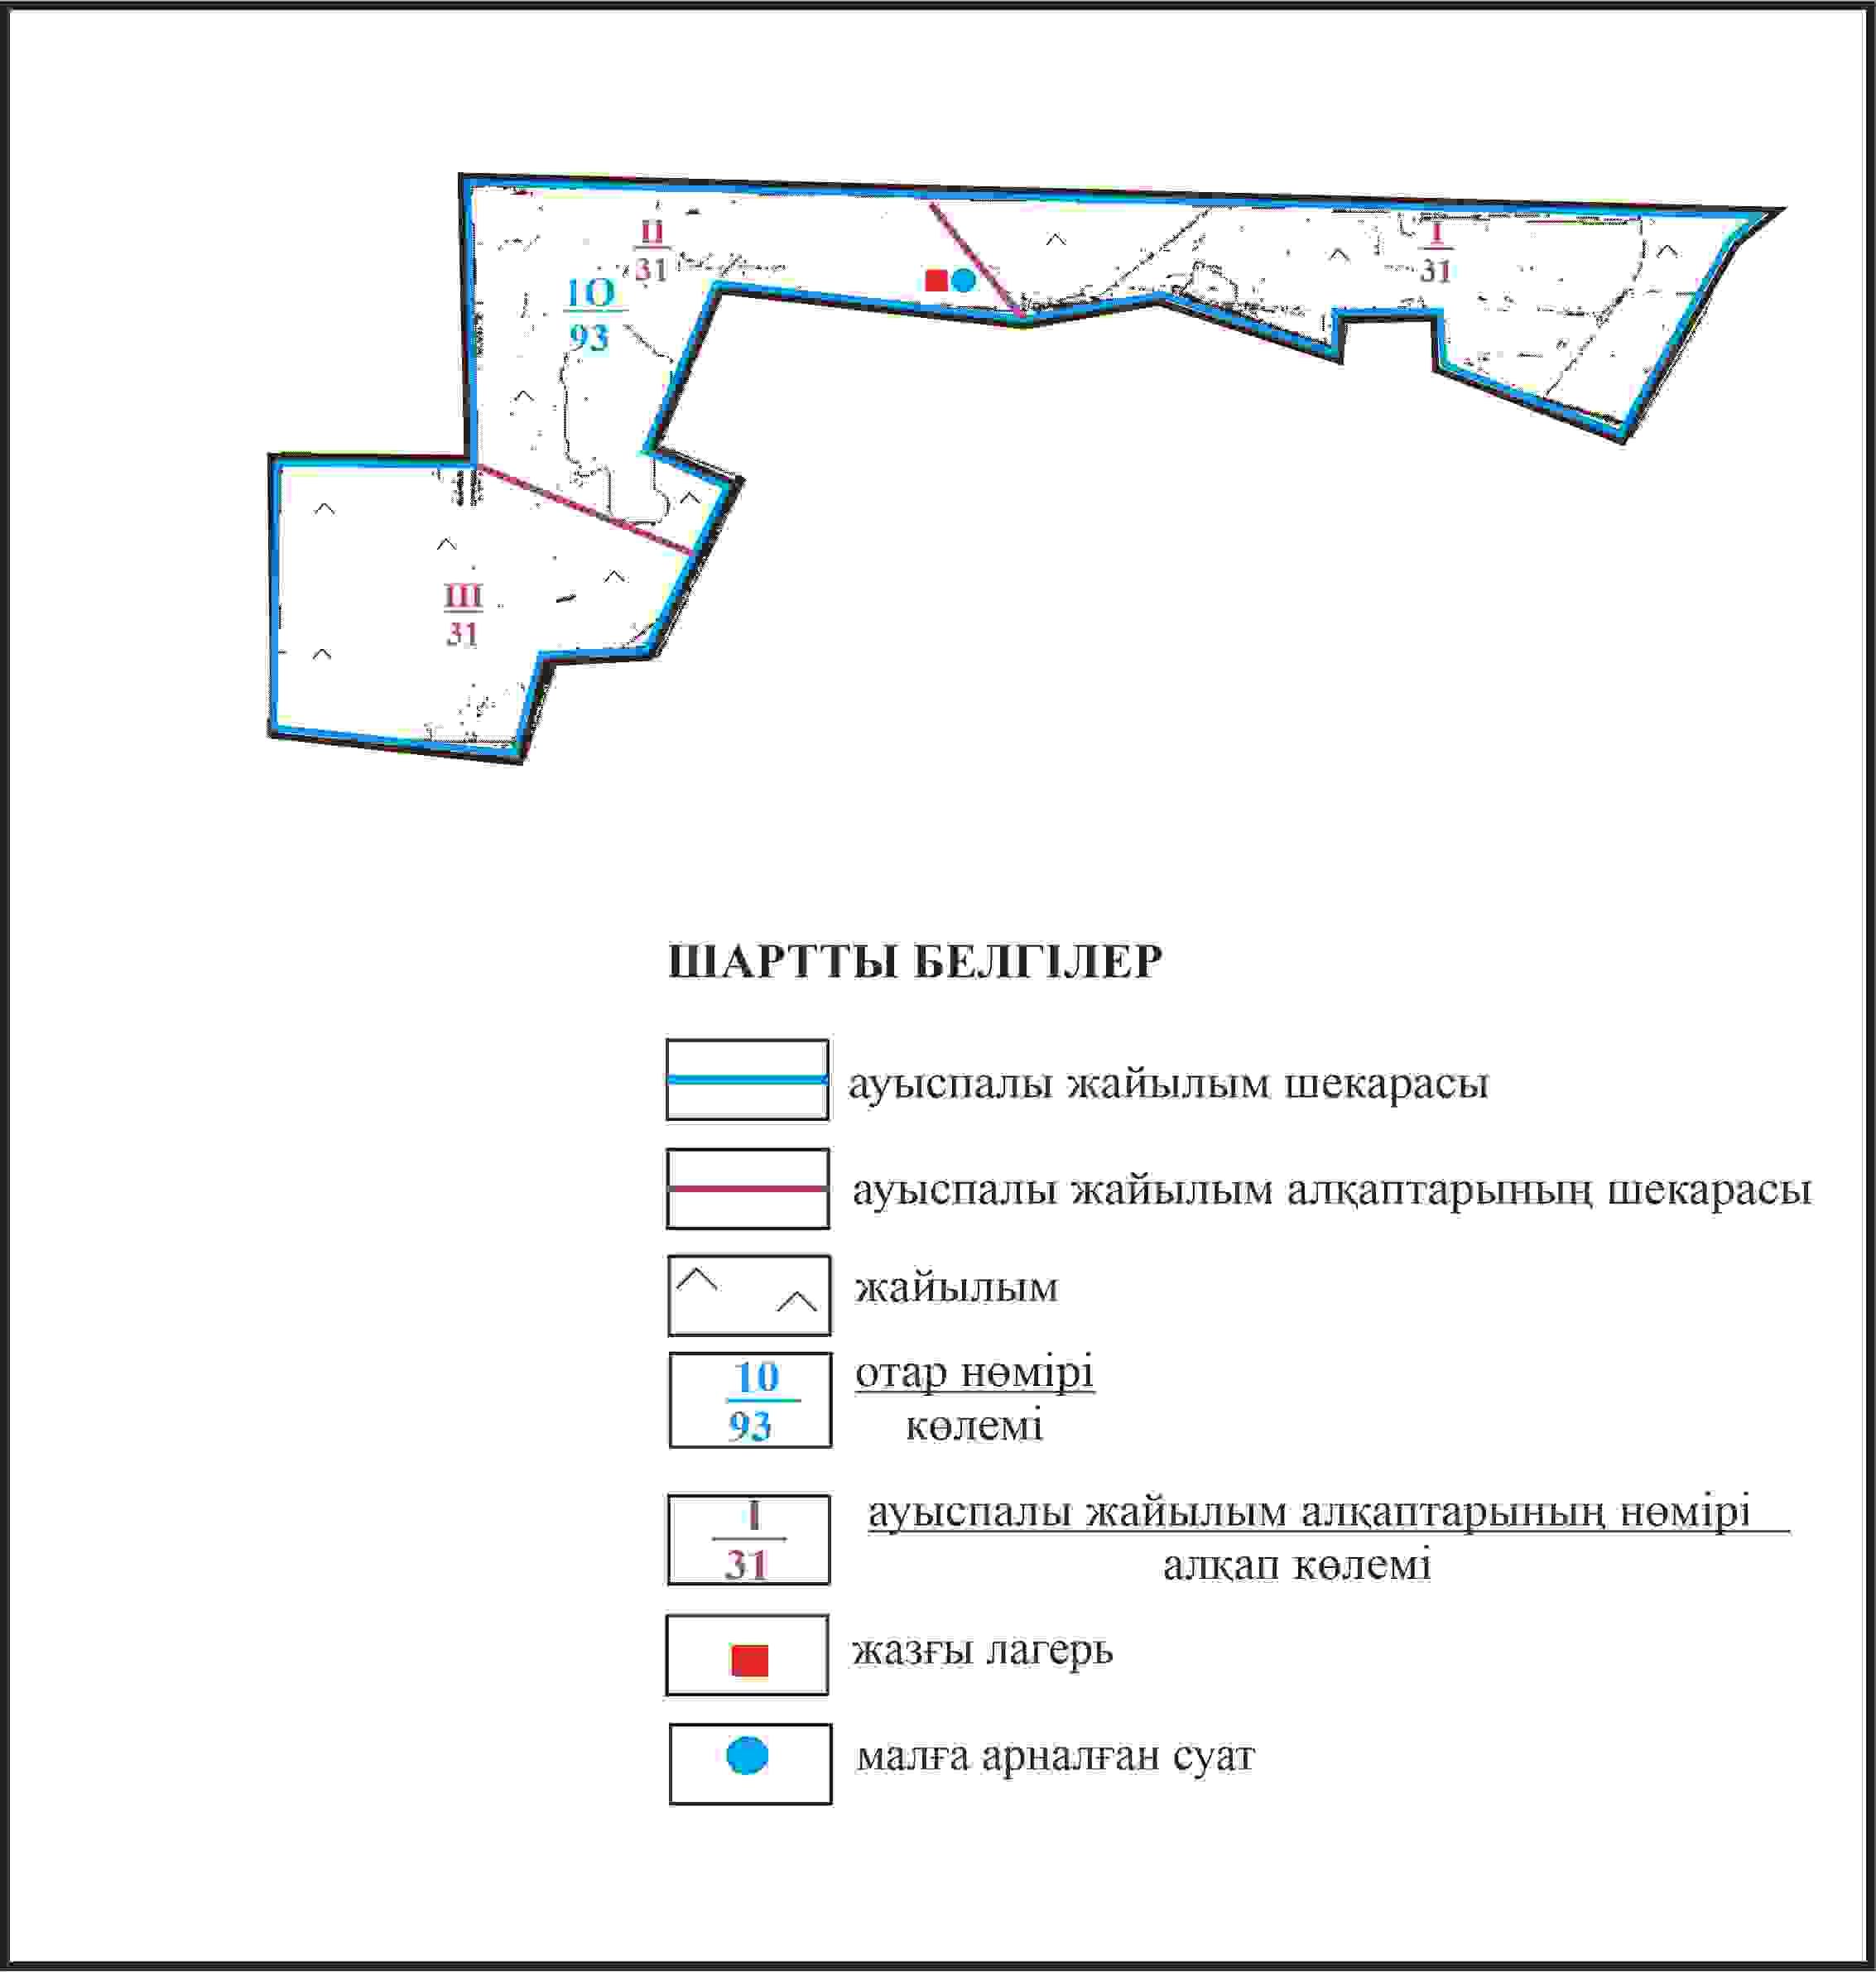 II
31
I
31
10
93
III
31
ШАРТТЫ БЕЛГІЛЕР
ауыспалы жайылым шекарасы
ауыспалы жайылым алқаптарының шекарасы
жайылым
10
93
отар нөмірі
көлемі
I
31
ауыспалы жайылым алқаптарының нөмірі
алқап көлемі
жазғы лагерь
малға арналған суат